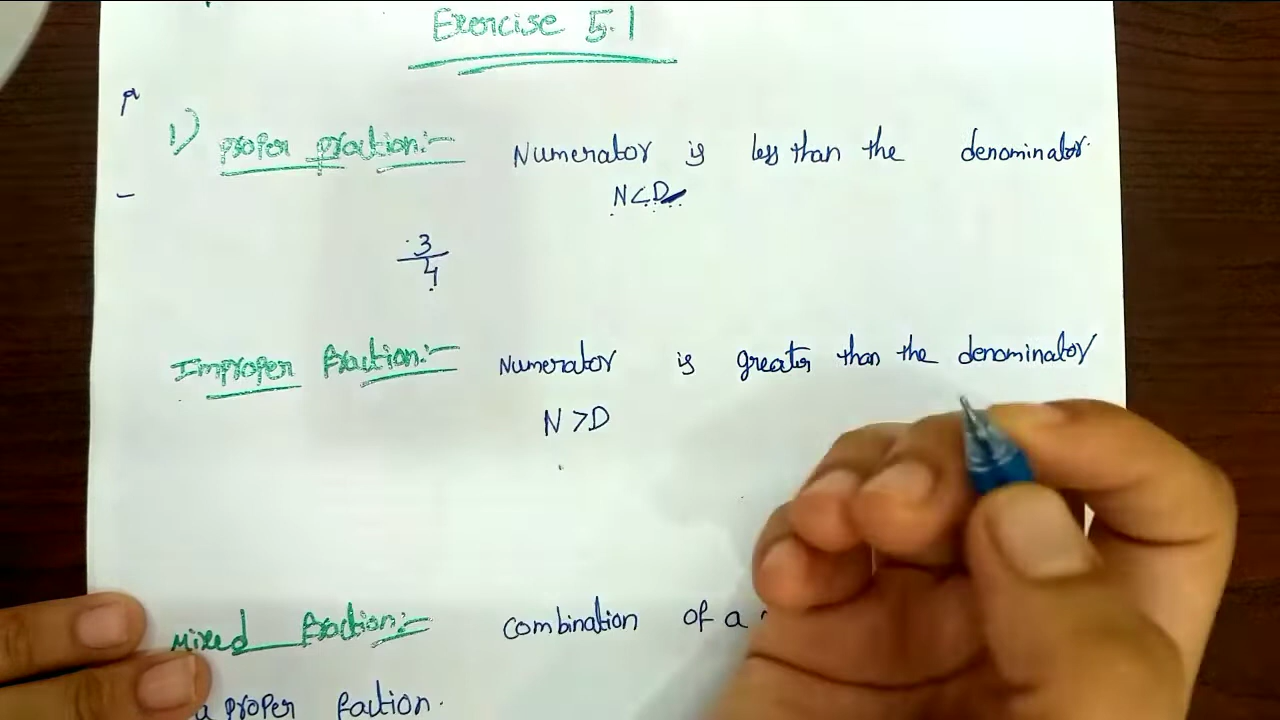 Exercise 5.1
1) Proper fraction:- Numerator is less than the denominator.
N<D
3
4
Improper fraction:- Numerator is greater than the denominator
N >D
Mixed fraction:- combination of a
a proper faction.